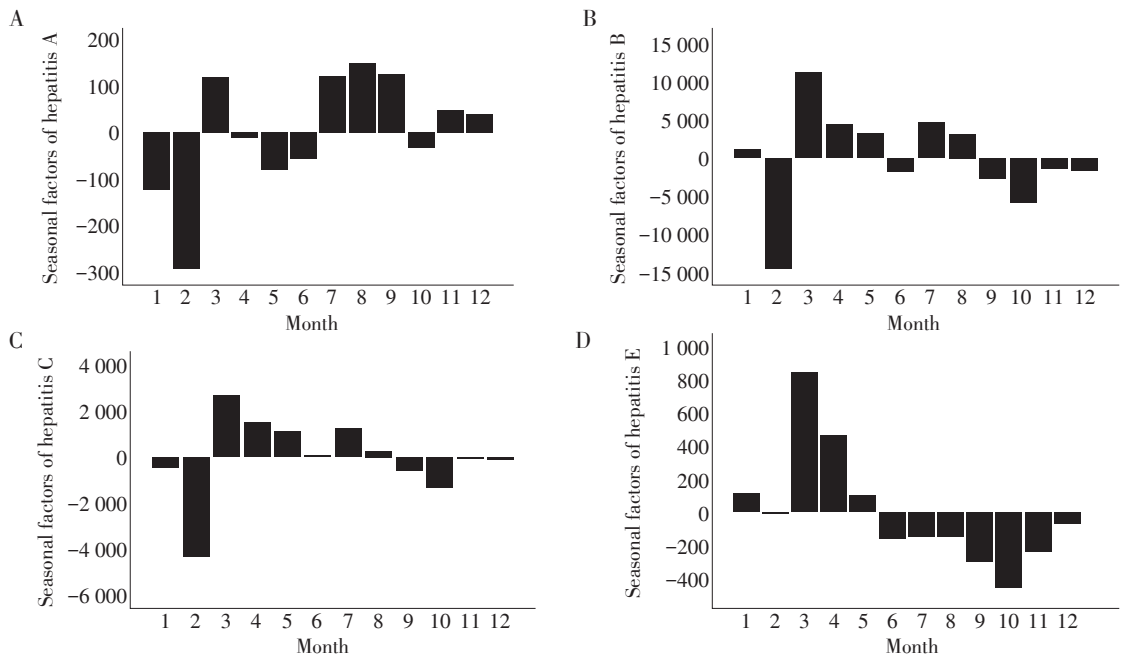 A
Seasonal factors of hepatitis A
200
100
0
−100
−200
−300
1 2 3 4 5 6 7 8 9 10 11 12
Month
B
Seasonal factors of hepatitis B
15 000
10 000
5 000
0
−5 000
−10 000
−15 000
1 2 3 4 5 6 7 8 9 10 11 12
Month
C
Seasonal factors of hepatitis C
4 000
2 000
0
−2 000
−4 000
−6 000
1 2 3 4 5 6 7 8 9 10 11 12
Month
D
Seasonal factors of hepatitis E
1 000
800
600
400
200
0
−200
−400
1 2 3 4 5 6 7 8 9 10 11 12
Month